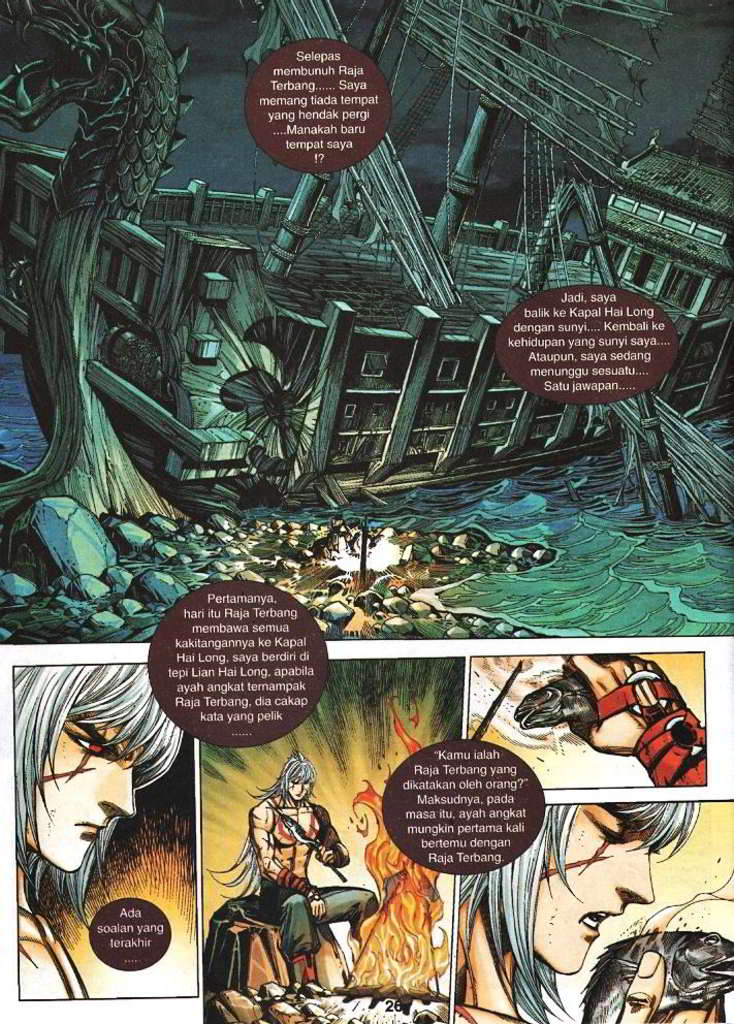 Selepas
membunuh Raja
Terbang...... Saya
memang tiada tempat
yang hendak pergi
....Manakah baru
tempat saya
!?
Jadi, saya
balik ke Kapal Hai Long
dengan sunyi.... Kembali ke
kehidupan yang sunyi saya....
Ataupun, saya sedang
menunggu sesuatu....
Satu jawapan.....
Pertamanya,
hari itu Raja Terbang
membawa semua
kakitangannya ke Kapal
Hai Long, saya berdiri di
tepi Lian Hai Long, apabila
ayah angkat ternampak
Raja Terbang, dia cakap
kata yang pelik
......
Ada
soalan yang
terakhir
......
“Kamu ialah
Raja Terbang yang
dikatakan oleh orang?”
Maksudnya, pada
masa itu, ayah angkat
mungkin pertama kali
bertemu dengan
Raja Terbang.
26